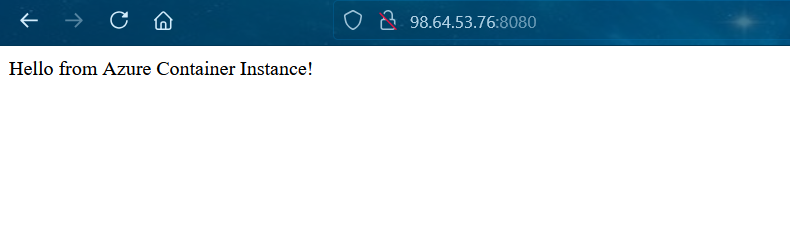 98.64.53.76:8080
Hello from Azure Container Instance!